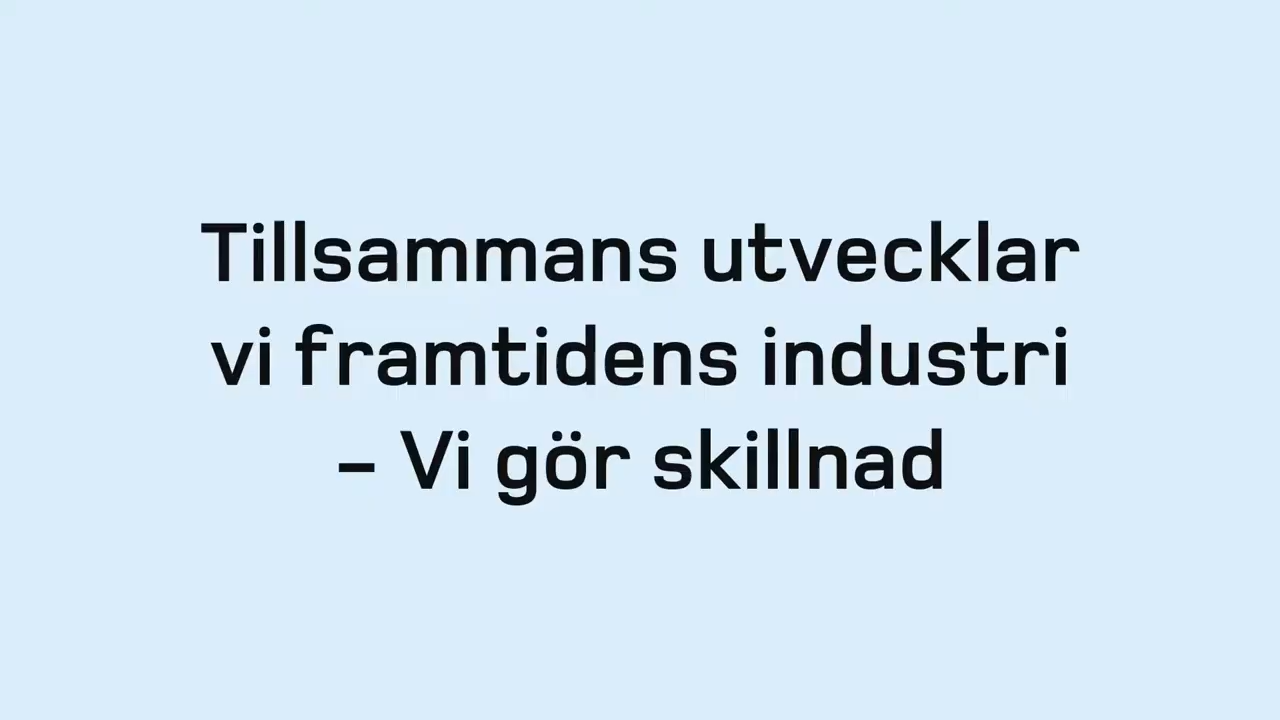 Tillsammans utvecklar
vi framtidens industri
– Vi gör skillnad